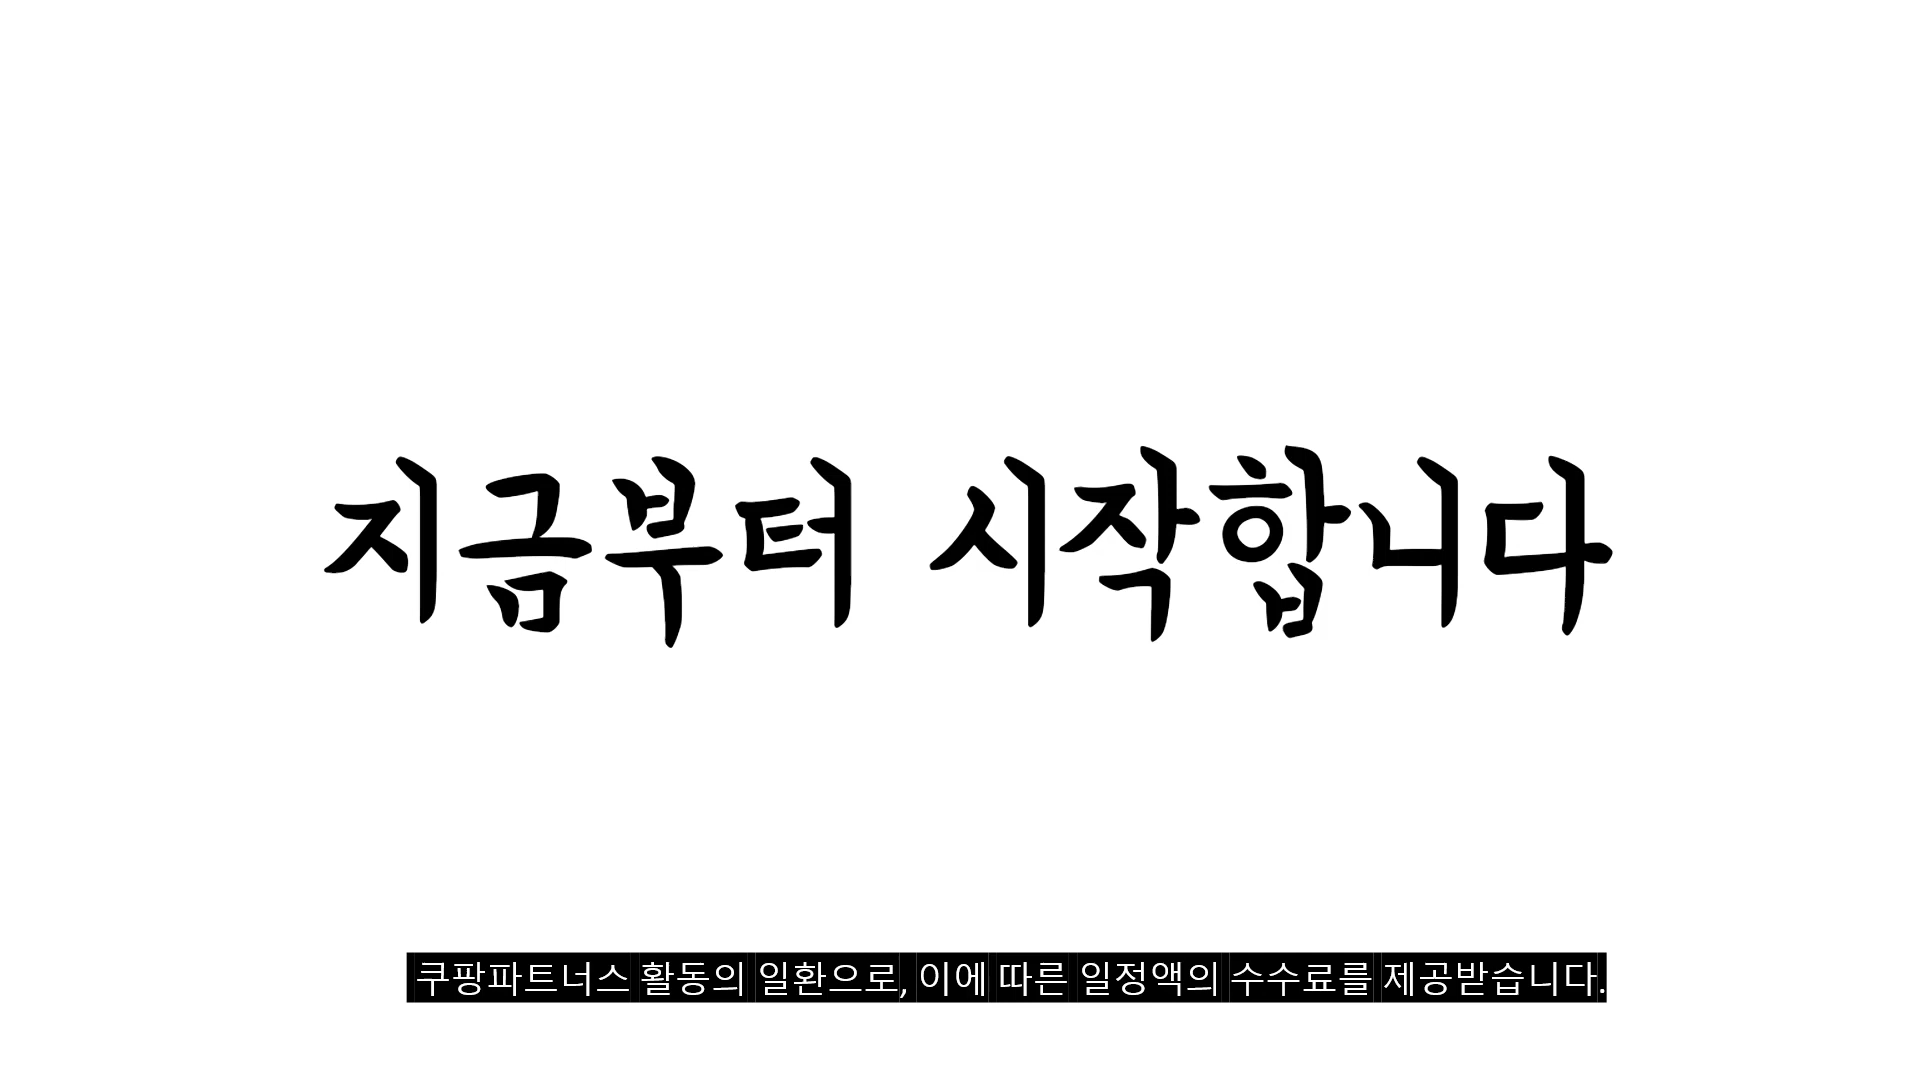 지금부터 시작합니다
쿠팡파트너스 활동의 일환으로, 이에 따른 일정액의 수수료를 제공받습니다.